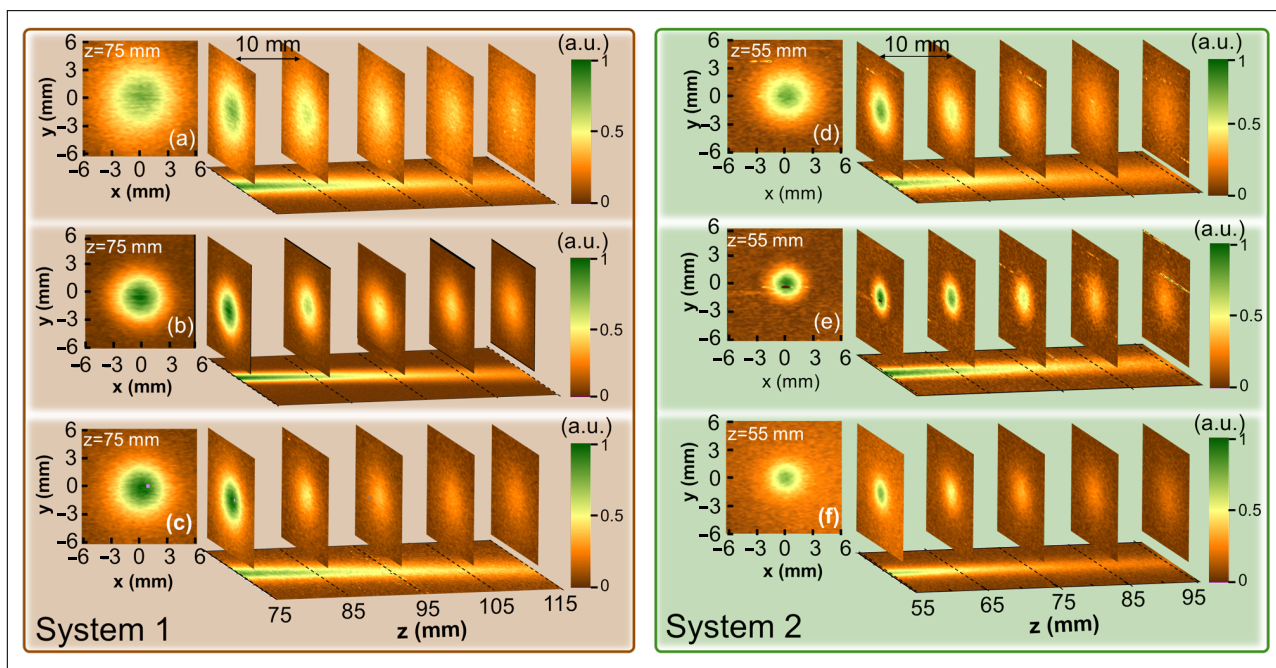 z=75 mm
10 mm
(a.u.)
6
3
0
−3
−6
y (mm)
(a)
−6 −3 0 3 6
x (mm)
1
0.5
0
z=75 mm
6
3
0
−3
−6
y (mm)
(b)
−6 −3 0 3 6
x (mm)
(a.u.)
1
0.5
0
z=75 mm
6
3
0
−3
−6
y (mm)
(c)
−6 −3 0 3 6
x (mm)
(a.u.)
1
0.5
0
75 85 95 105 115
z (mm)
System 1
z=55 mm
10 mm
(a.u.)
6
3
0
−3
−6
y (mm)
(d)
−6 −3 0 3 6
x (mm)
1
0.5
0
z=55 mm
6
3
0
−3
−6
y (mm)
(e)
−6 −3 0 3 6
x (mm)
(a.u.)
1
0.5
0
z=55 mm
6
3
0
−3
−6
y (mm)
(f)
−6 −3 0 3 6
x (mm)
(a.u.)
1
0.5
0
55 65 75 85 95
z (mm)
System 2